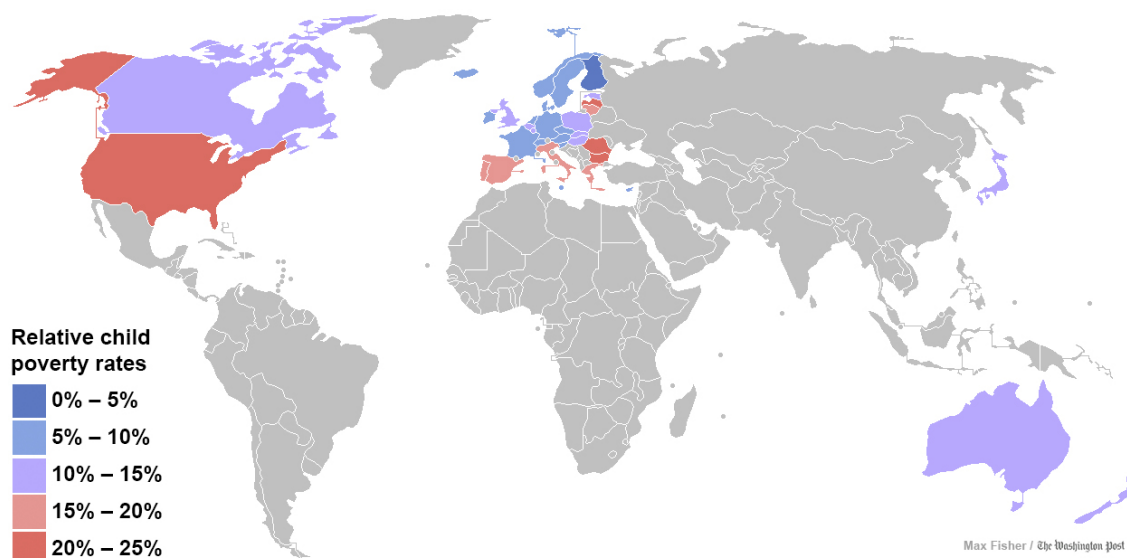 Relative child
poverty rates
0% – 5%
5% – 10%
10% – 15%
15% – 20%
20% – 25%
Max Fisher / The Washington Post